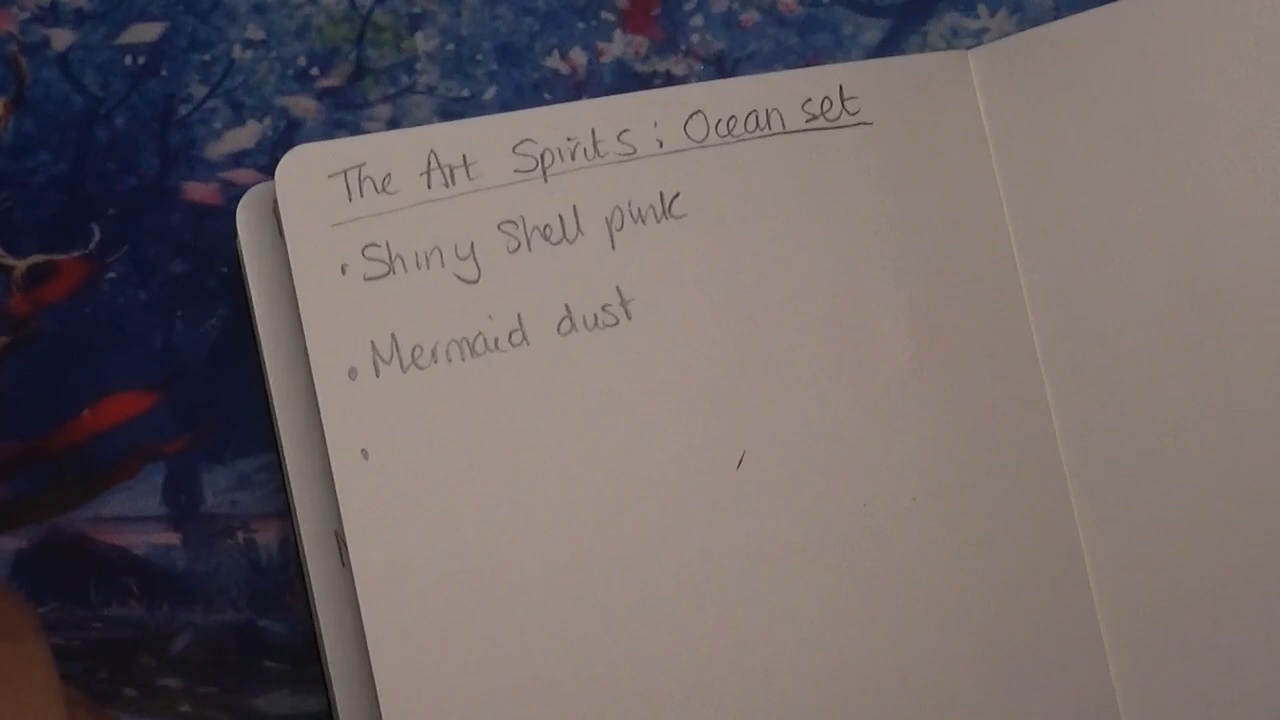 The Art Spirits: Ocean set
• Shiny Shell pink
• Mermaid dust
•